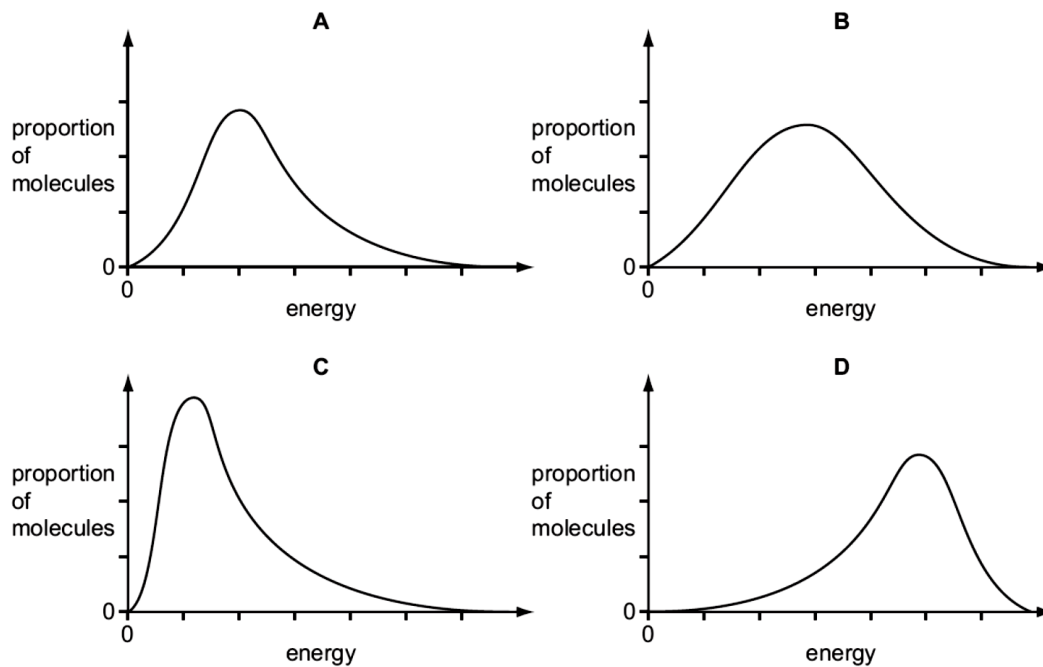 A
proportion
of
molecules
0
0
energy
B
proportion
of
molecules
0
0
energy
C
proportion
of
molecules
0
0
energy
D
proportion
of
molecules
0
0
energy